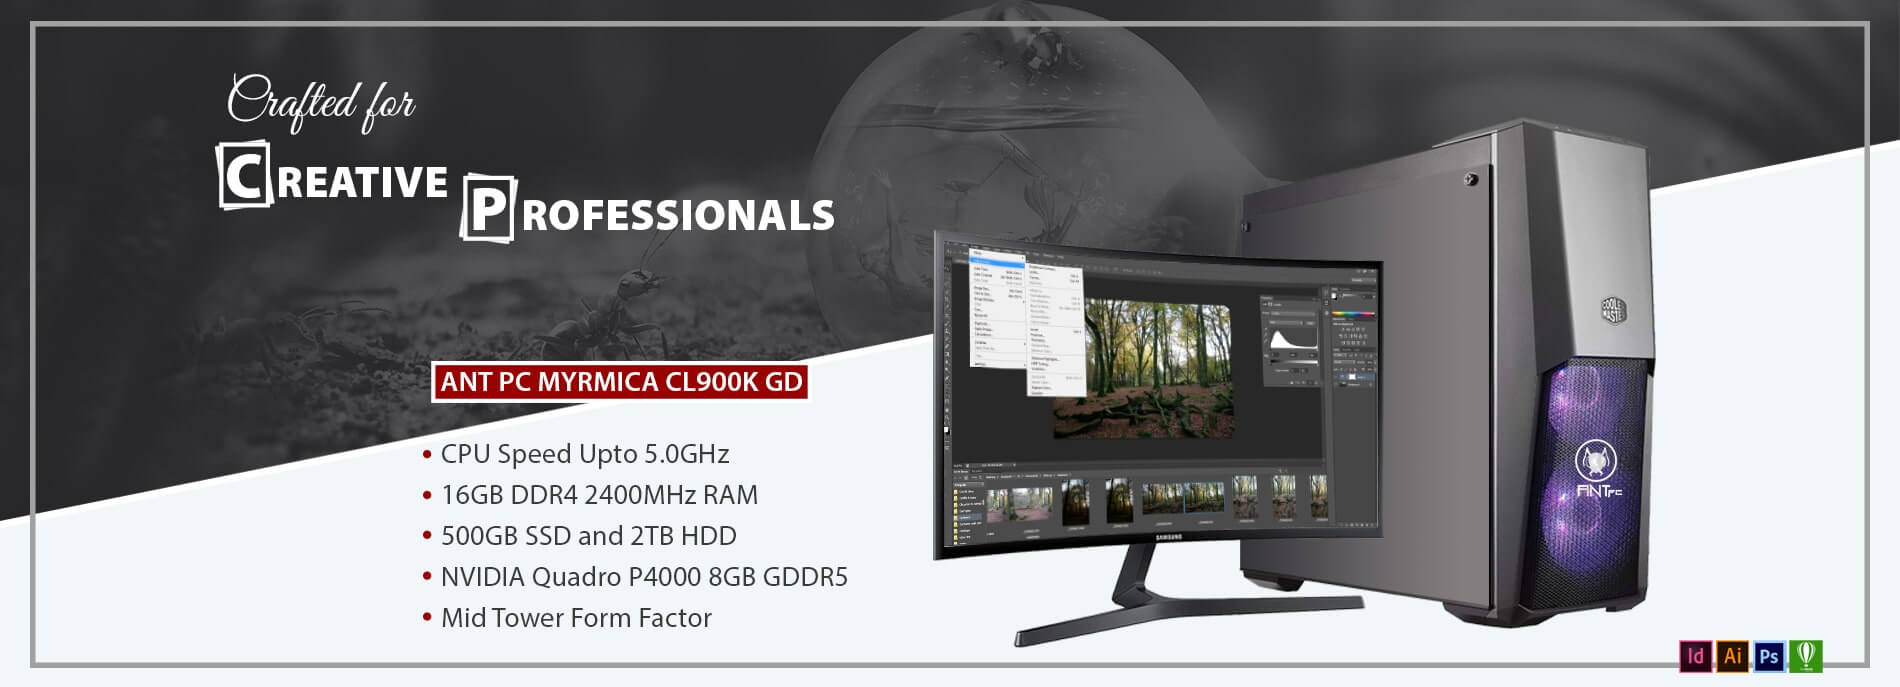 Crafted for
CREATIVE
PROFESSIONALS
ANT PC MYRMICA CL900K GD
• CPU Speed Upto 5.0GHz
• 16GB DDR4 2400MHz RAM
• 500GB SSD and 2TB HDD
• NVIDIA Quadro P4000 8GB GDDR5
• Mid Tower Form Factor
SAMSUNG
COOLER
MASTER
ANT PC
Id Ai Ps